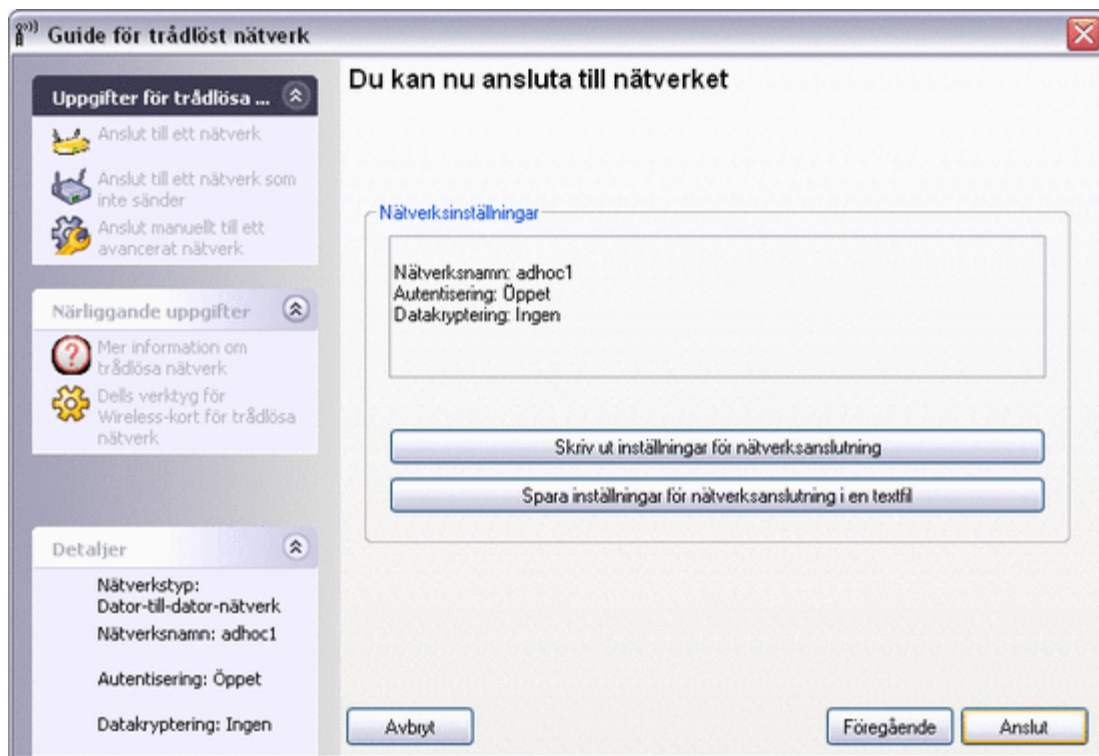 Guide för trådlöst nätverk
Uppgifter för trådlösa ...
Anslut till ett nätverk
Anslut till ett nätverk som
inte sänder
Anslut manuellt till ett
avancerat nätverk
Närliggande uppgifter
Mer information om
trådlösa nätverk
Dells verktyg för
Wireless-kort för trådlösa
nätverk
Detaljer
Nätverkstyp:
Dator-till-dator-nätverk
Nätverksnamn: adhoc1
Autentisering: Öppet
Datakryptering: Ingen
Du kan nu ansluta till nätverket
Nätverksinställningar
Nätverksnamn: adhoc1
Autentisering: Öppet
Datakryptering: Ingen
Skriv ut inställningar för nätverksanslutning
Spara inställningar för nätverksanslutning i en textfil
Avbryt
Föregående
Anslut